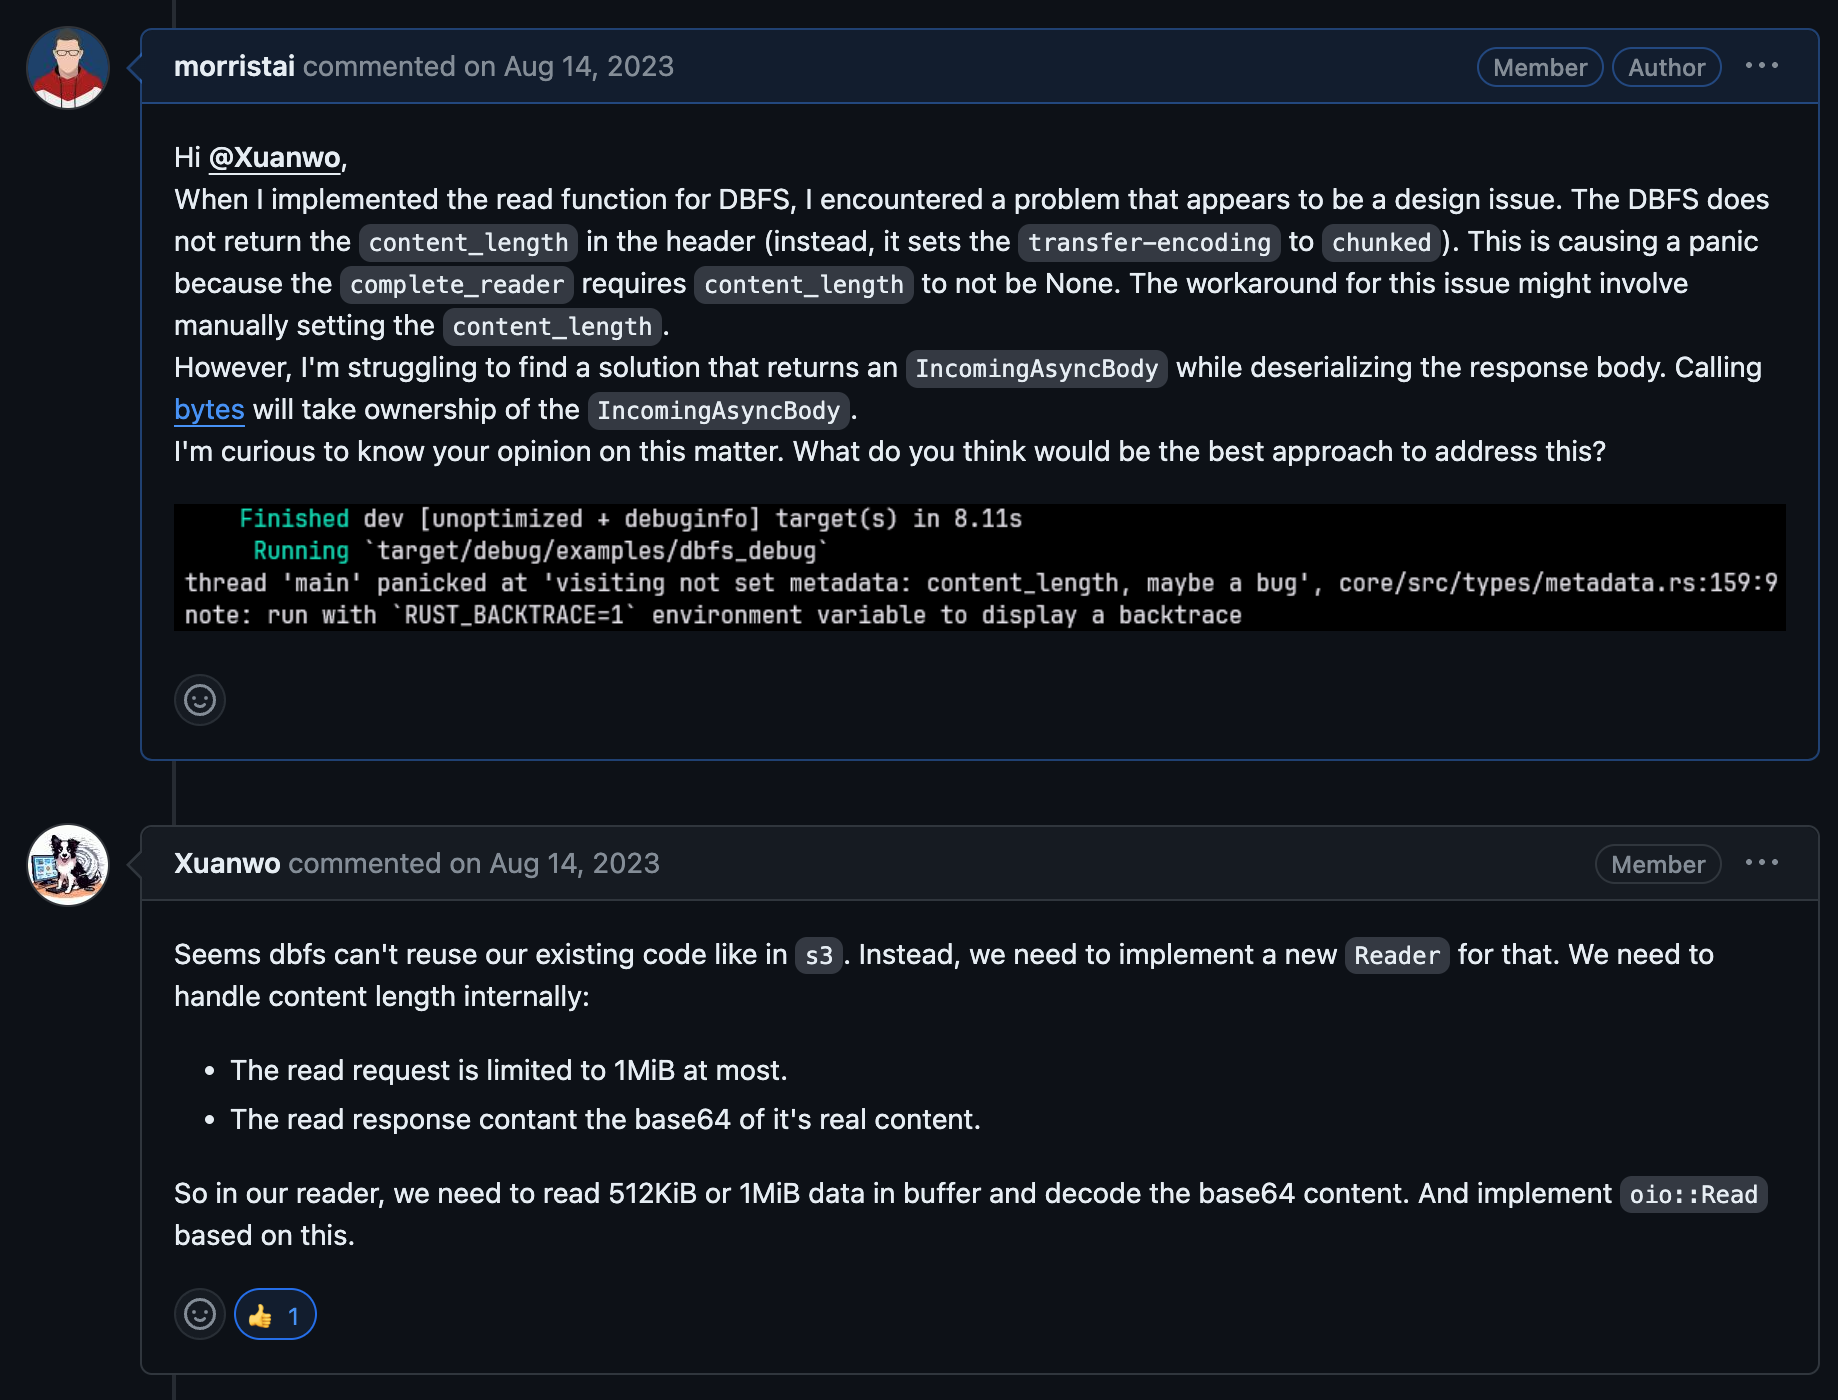 morristai commented on Aug 14, 2023 Member Author
Hi @Xuanwo,
When I implemented the read function for DBFS, I encountered a problem that appears to be a design issue. The DBFS does
not return the content_length in the header (instead, it sets the transfer-encoding to chunked). This is causing a panic
because the complete_reader requires content_length to not be None. The workaround for this issue might involve
manually setting the content_length.
However, I'm struggling to find a solution that returns an IncomingAsyncBody while deserializing the response body. Calling
bytes will take ownership of the IncomingAsyncBody.
I'm curious to know your opinion on this matter. What do you think would be the best approach to address this?
Finished dev [unoptimized + debuginfo] target(s) in 8.11s
Running `target/debug/examples/dbfs_debug`
thread 'main' panicked at 'visiting not set metadata: content_length, maybe a bug', core/src/types/metadata.rs:159:9
note: run with `RUST_BACKTRACE=1` environment variable to display a backtrace
Xuanwo commented on Aug 14, 2023 Member
Seems dbfs can't reuse our existing code like in s3. Instead, we need to implement a new Reader for that. We need to
handle content length internally:
• The read request is limited to 1MiB at most.
• The read response contant the base64 of it's real content.
So in our reader, we need to read 512KiB or 1MiB data in buffer and decode the base64 content. And implement oio::Read
based on this.
👍 1